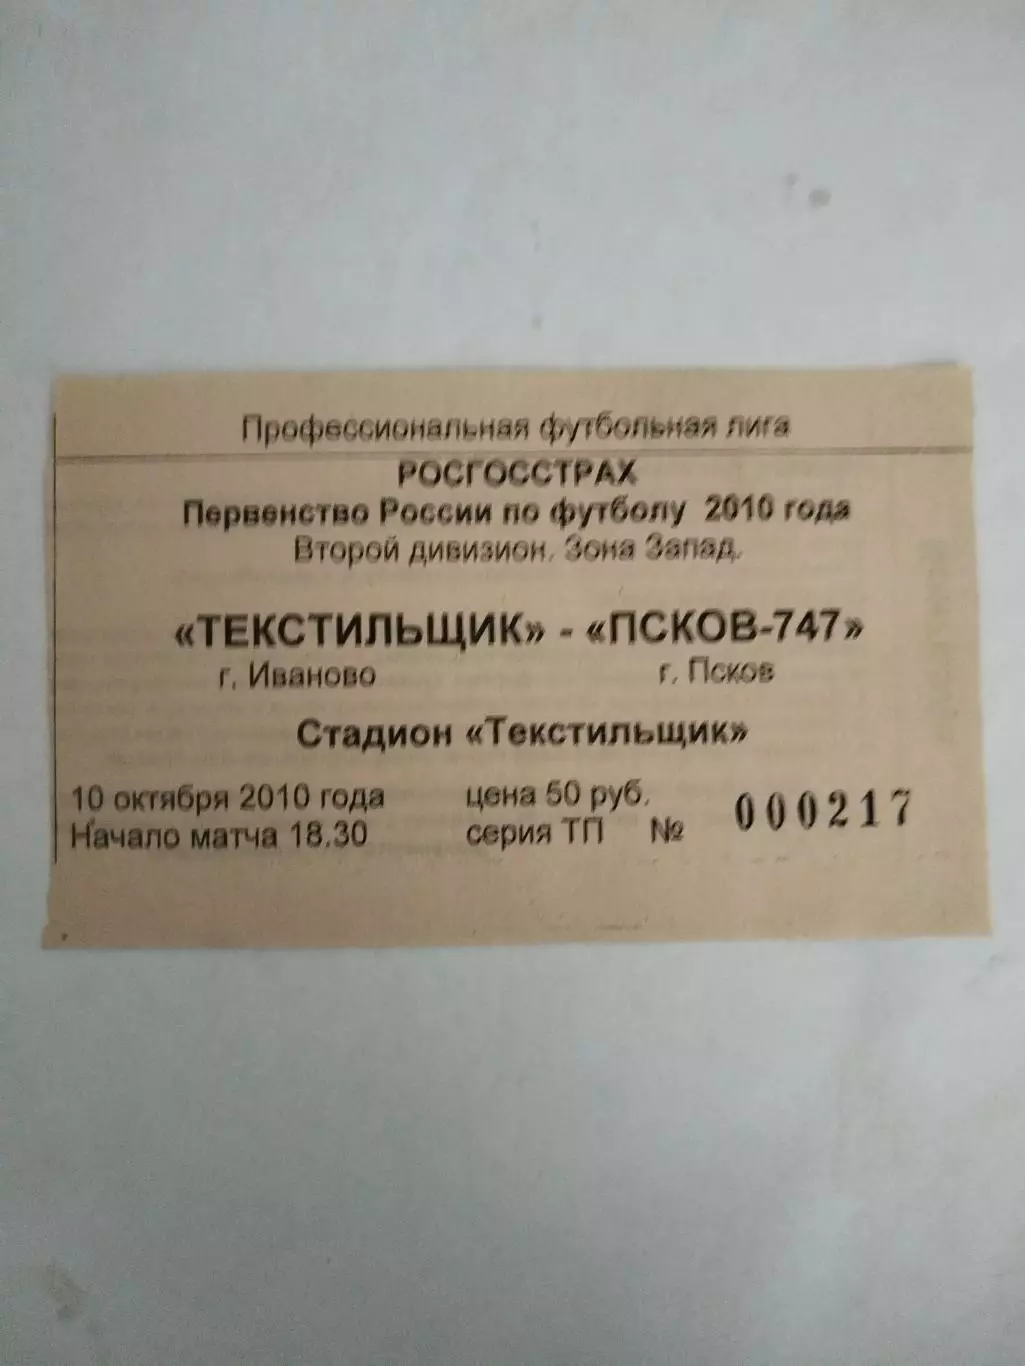 Профессиональная футбольная лига
РОСГОССТРАХ
Первенство России по футболу 2010 года
Второй дивизион. Зона Запад.
«ТЕКСТИЛЬЩИК» - «ПСКОВ-747»
г. Иваново г. Псков
Стадион «Текстильщик»
10 октября 2010 года цена 50 руб.
Начало матча 18.30 серия ТП № 000217